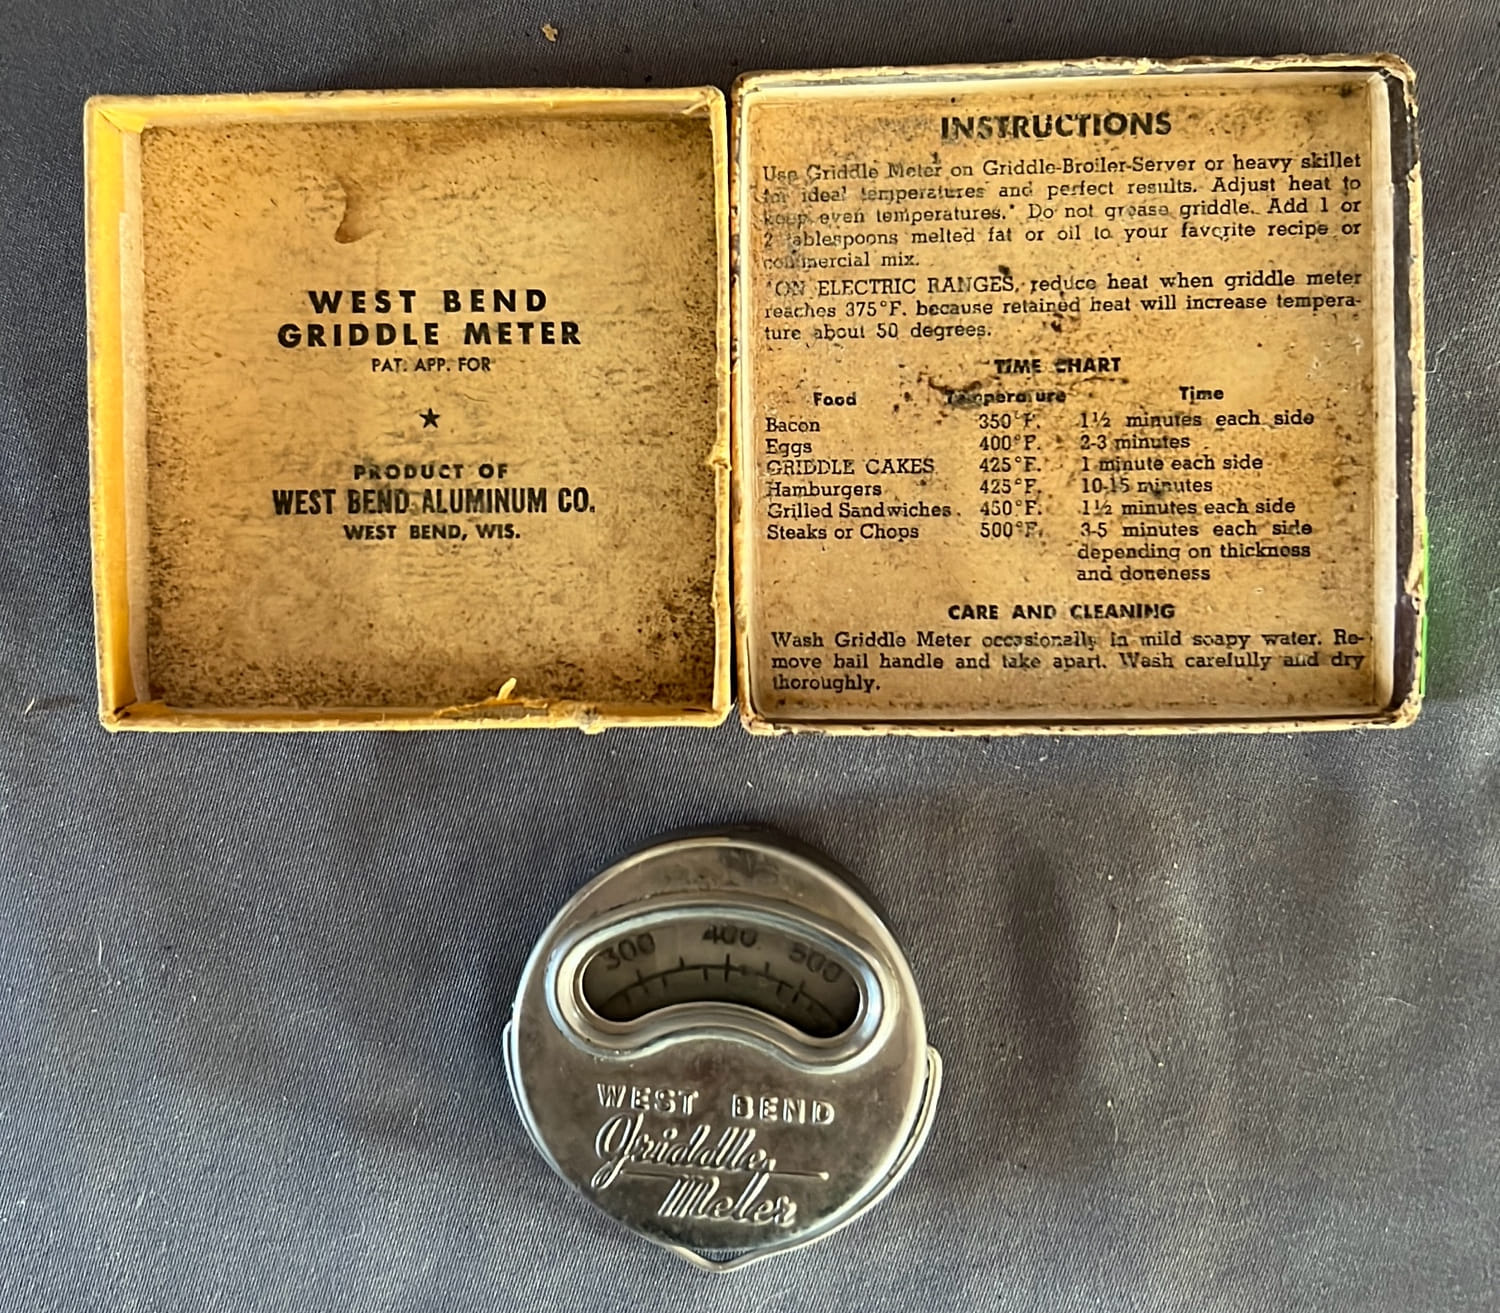 WEST BEND
GRIDDLE METER
PAT. APP. FOR
PRODUCT OF
WEST BEND ALUMINUM CO.
WEST BEND, WIS.
INSTRUCTIONS
Use Griddle Meter on Griddle-Broiler-Server or heavy skillet
for ideal temperatures and perfect results. Adjust heat to
keep even temperatures.* Do not grease griddle. Add 1 or
2 tablespoons melted fat or oil to your favorite recipe or
commercial mix.
*ON ELECTRIC RANGES, reduce heat when griddle meter
reaches 375°F. because retained heat will increase tempera-
ture about 50 degrees.
TIME CHART
Food Temperature Time
Bacon 350°F. 1½ minutes each side
Eggs 400°F. 2-3 minutes
GRIDDLE CAKES 425°F. 1 minute each side
Hamburgers 425°F. 10-15 minutes
Grilled Sandwiches . 450°F. 1½ minutes each side
Steaks or Chops 500°F. 3-5 minutes each side
depending on thickness
and doneness
CARE AND CLEANING
Wash Griddle Meter occasionally in mild soapy water. Re-
move bail handle and take apart. Wash carefully and dry
thoroughly.
300 400 500
WEST BEND
Griddle
Meter